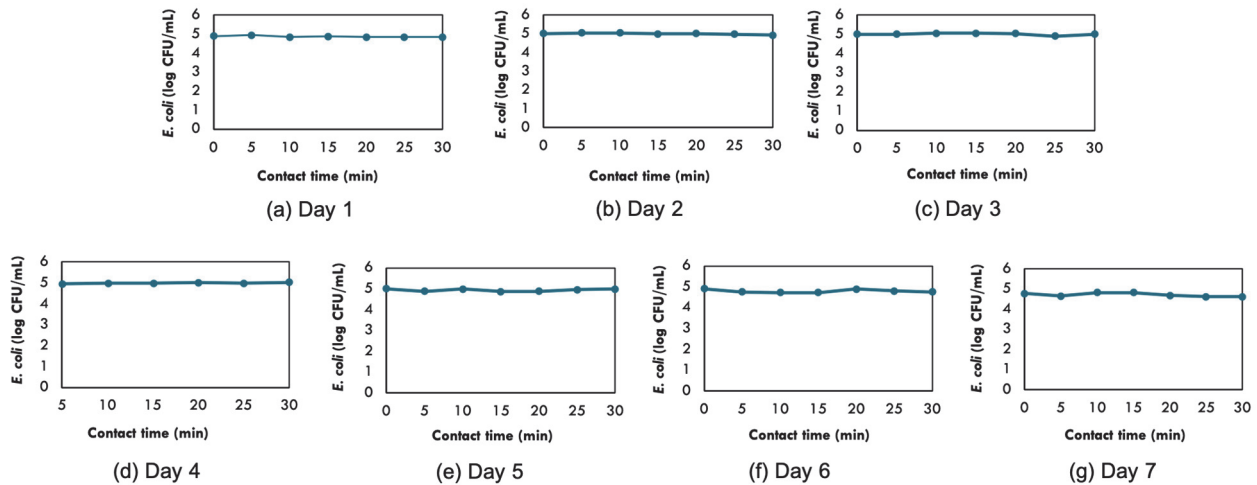 6
5
4
3
2
1
0
E. coli (log CFU/mL)
0 5 10 15 20 25 30
Contact time (min)
(a) Day 1
6
5
4
3
2
1
0
E. coli (log CFU/mL)
0 5 10 15 20 25 30
Contact time (min)
(b) Day 2
6
5
4
3
2
1
0
E. coli (log CFU/mL)
0 5 10 15 20 25 30
Contact time (min)
(c) Day 3
6
5
4
3
2
1
0
E. coli (log CFU/mL)
5 10 15 20 25 30
Contact time (min)
(d) Day 4
6
5
4
3
2
1
0
E. coli (log CFU/mL)
0 5 10 15 20 25 30
Contact time (min)
(e) Day 5
6
5
4
3
2
1
0
E. coli (log CFU/mL)
0 5 10 15 20 25 30
Contact time (min)
(f) Day 6
6
5
4
3
2
1
0
E. coli (log CFU/mL)
0 5 10 15 20 25 30
Contact time (min)
(g) Day 7